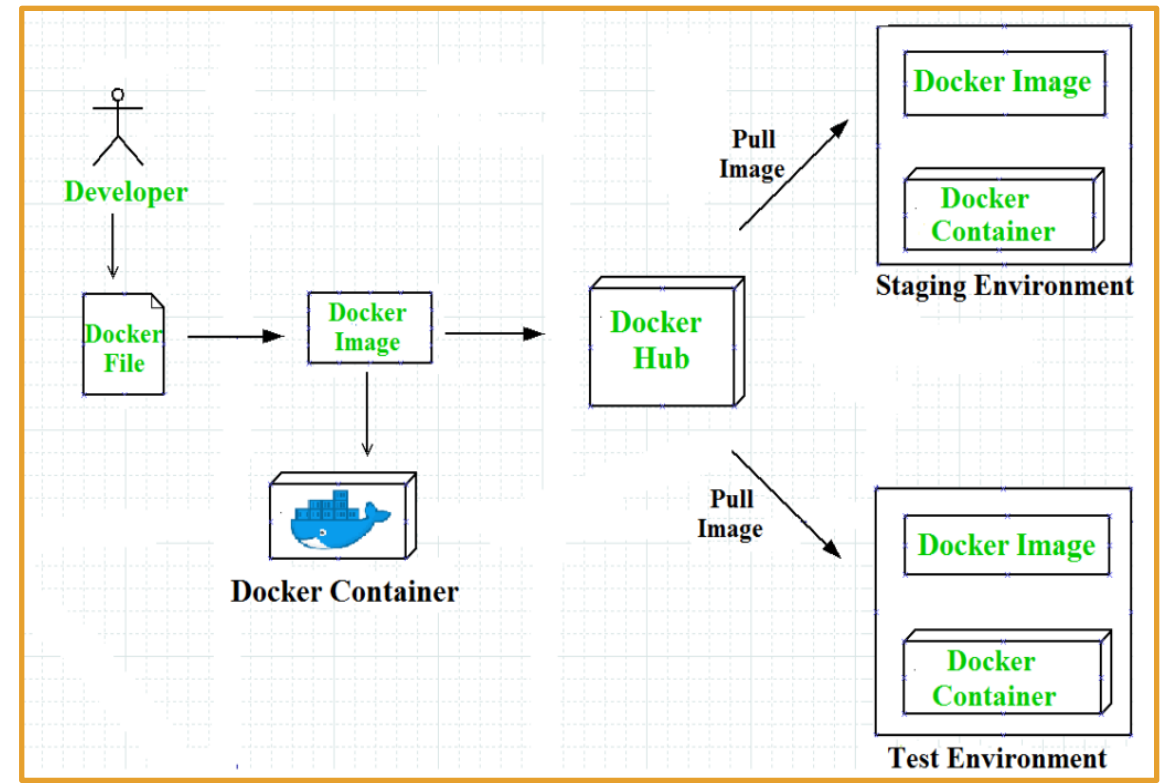 Developer
Docker
File
Docker
Image
Docker Container
Docker
Hub
Pull
Image
Docker Image
Docker
Container
Staging Environment
Pull
Image
Docker Image
Docker
Container
Test Environment